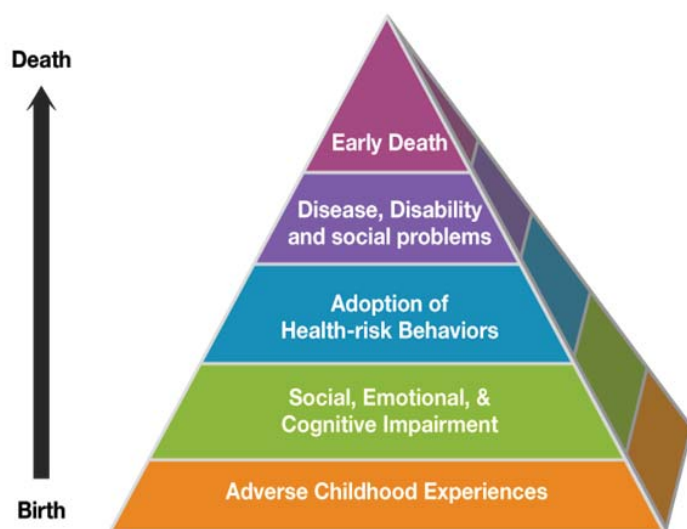 Death
Early Death
Disease, Disability
and social problems
Adoption of
Health-risk Behaviors
Social, Emotional, &
Cognitive Impairment
Adverse Childhood Experiences
Birth